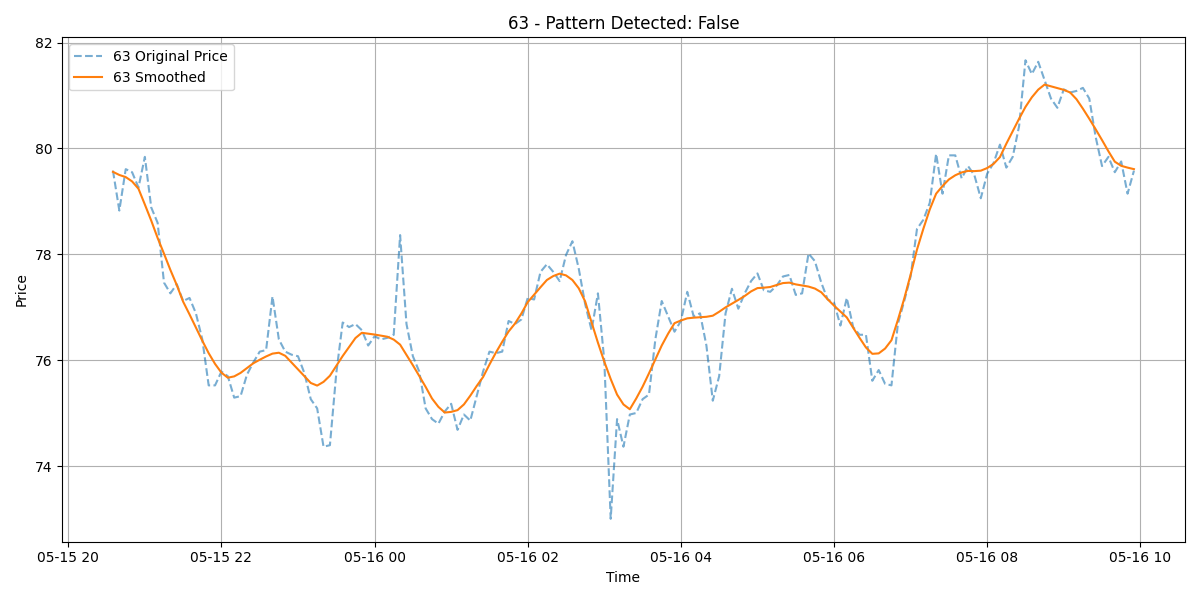 63 - Pattern Detected: False
63 Original Price
63 Smoothed
82
80
78
76
74
Price
05-15 20 05-15 22 05-16 00 05-16 02 05-16 04 05-16 06 05-16 08 05-16 10
Time